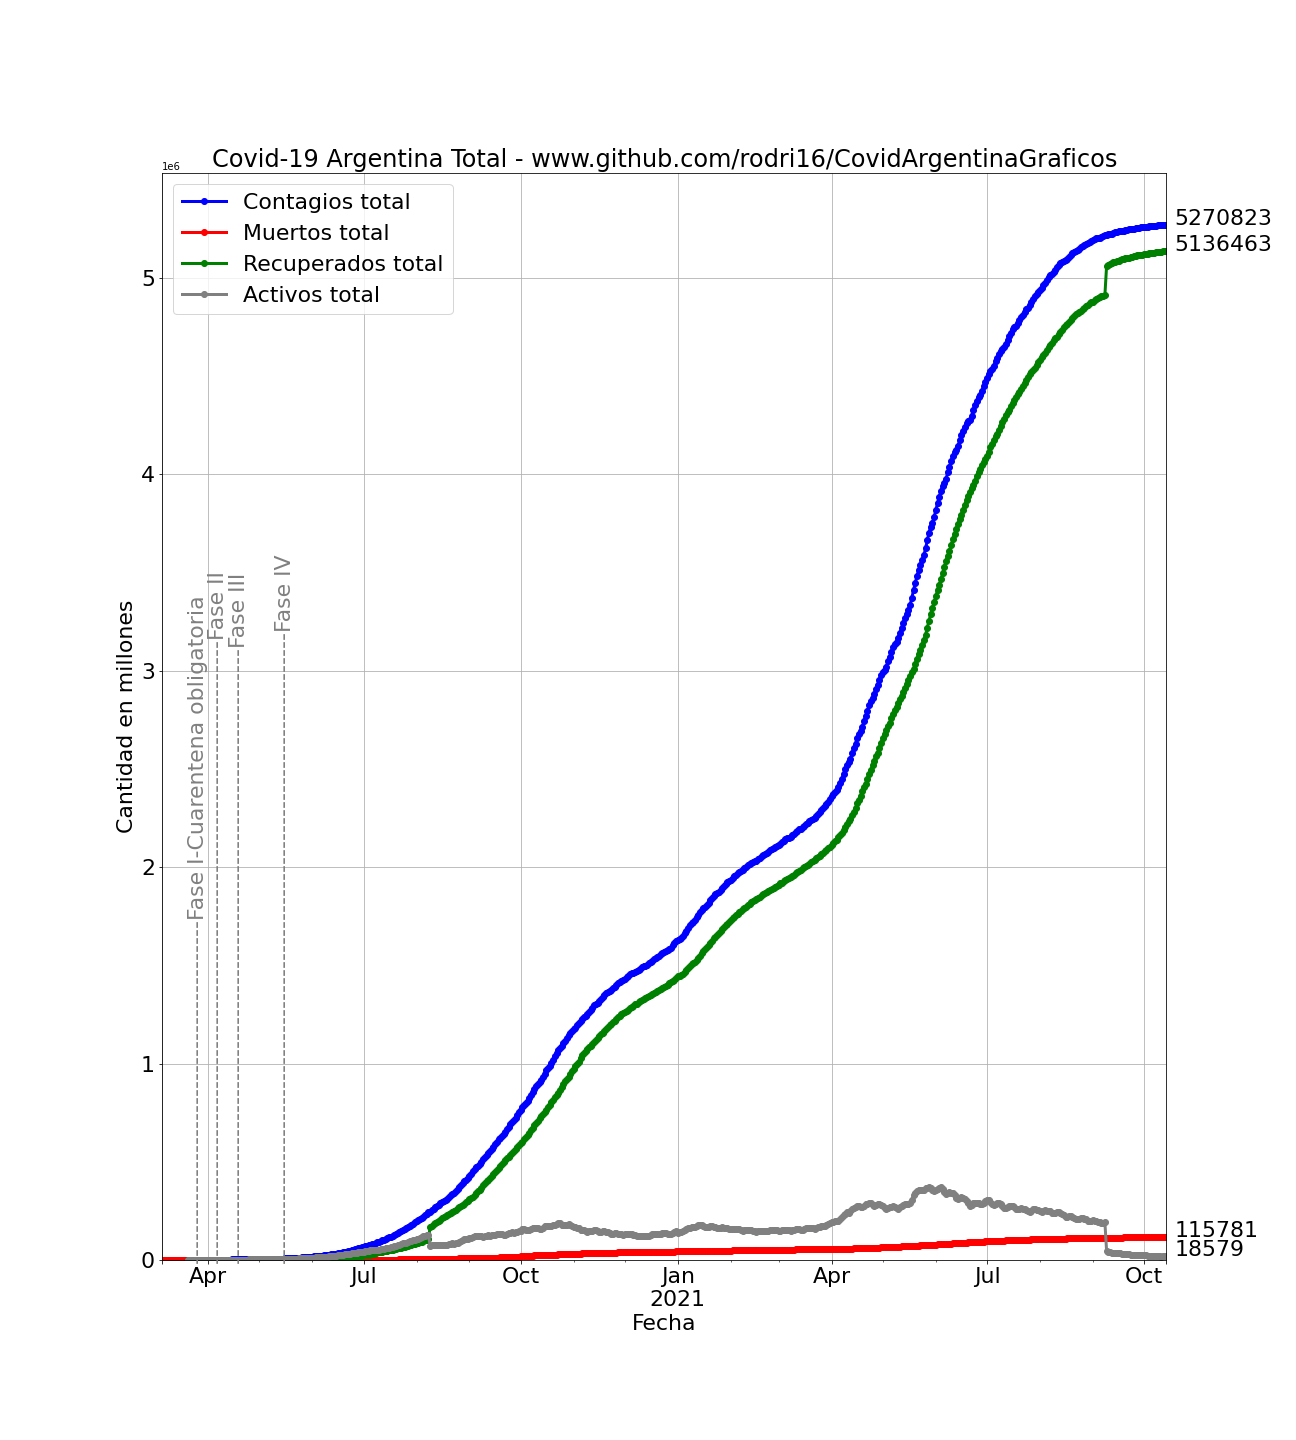 Covid-19 Argentina Total - www.github.com/rodri16/CovidArgentinaGraficos
1e6
Contagios total
Muertos total
Recuperados total
Activos total
5270823
5136463
5
4
3
2
1
0
Cantidad en millones
Fase I-Cuarentena obligatoria
Fase II
Fase III
Fase IV
115781
18579
Apr
Jul
Oct
Jan
2021
Apr
Jul
Oct
Fecha